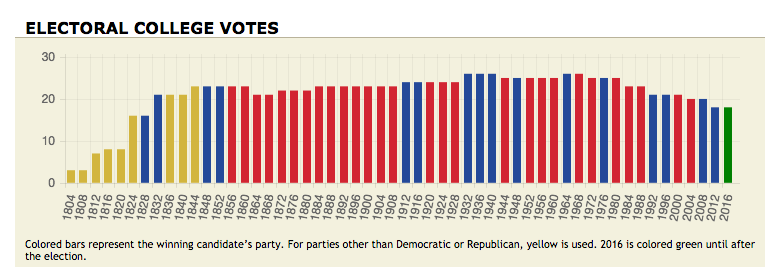 ELECTORAL COLLEGE VOTES
30
20
10
0
1804 1808 1812 1816 1820 1824 1828 1832 1836 1840 1844 1848 1852 1856 1860 1864 1868 1872 1876 1880 1884 1888 1892 1896 1900 1904 1908 1912 1916 1920 1924 1928 1932 1936 1940 1944 1948 1952 1956 1960 1964 1968 1972 1976 1980 1984 1988 1992 1996 2000 2004 2008 2012 2016
Colored bars represent the winning candidate's party. For parties other than Democratic or Republican, yellow is used. 2016 is colored green until after
the election.